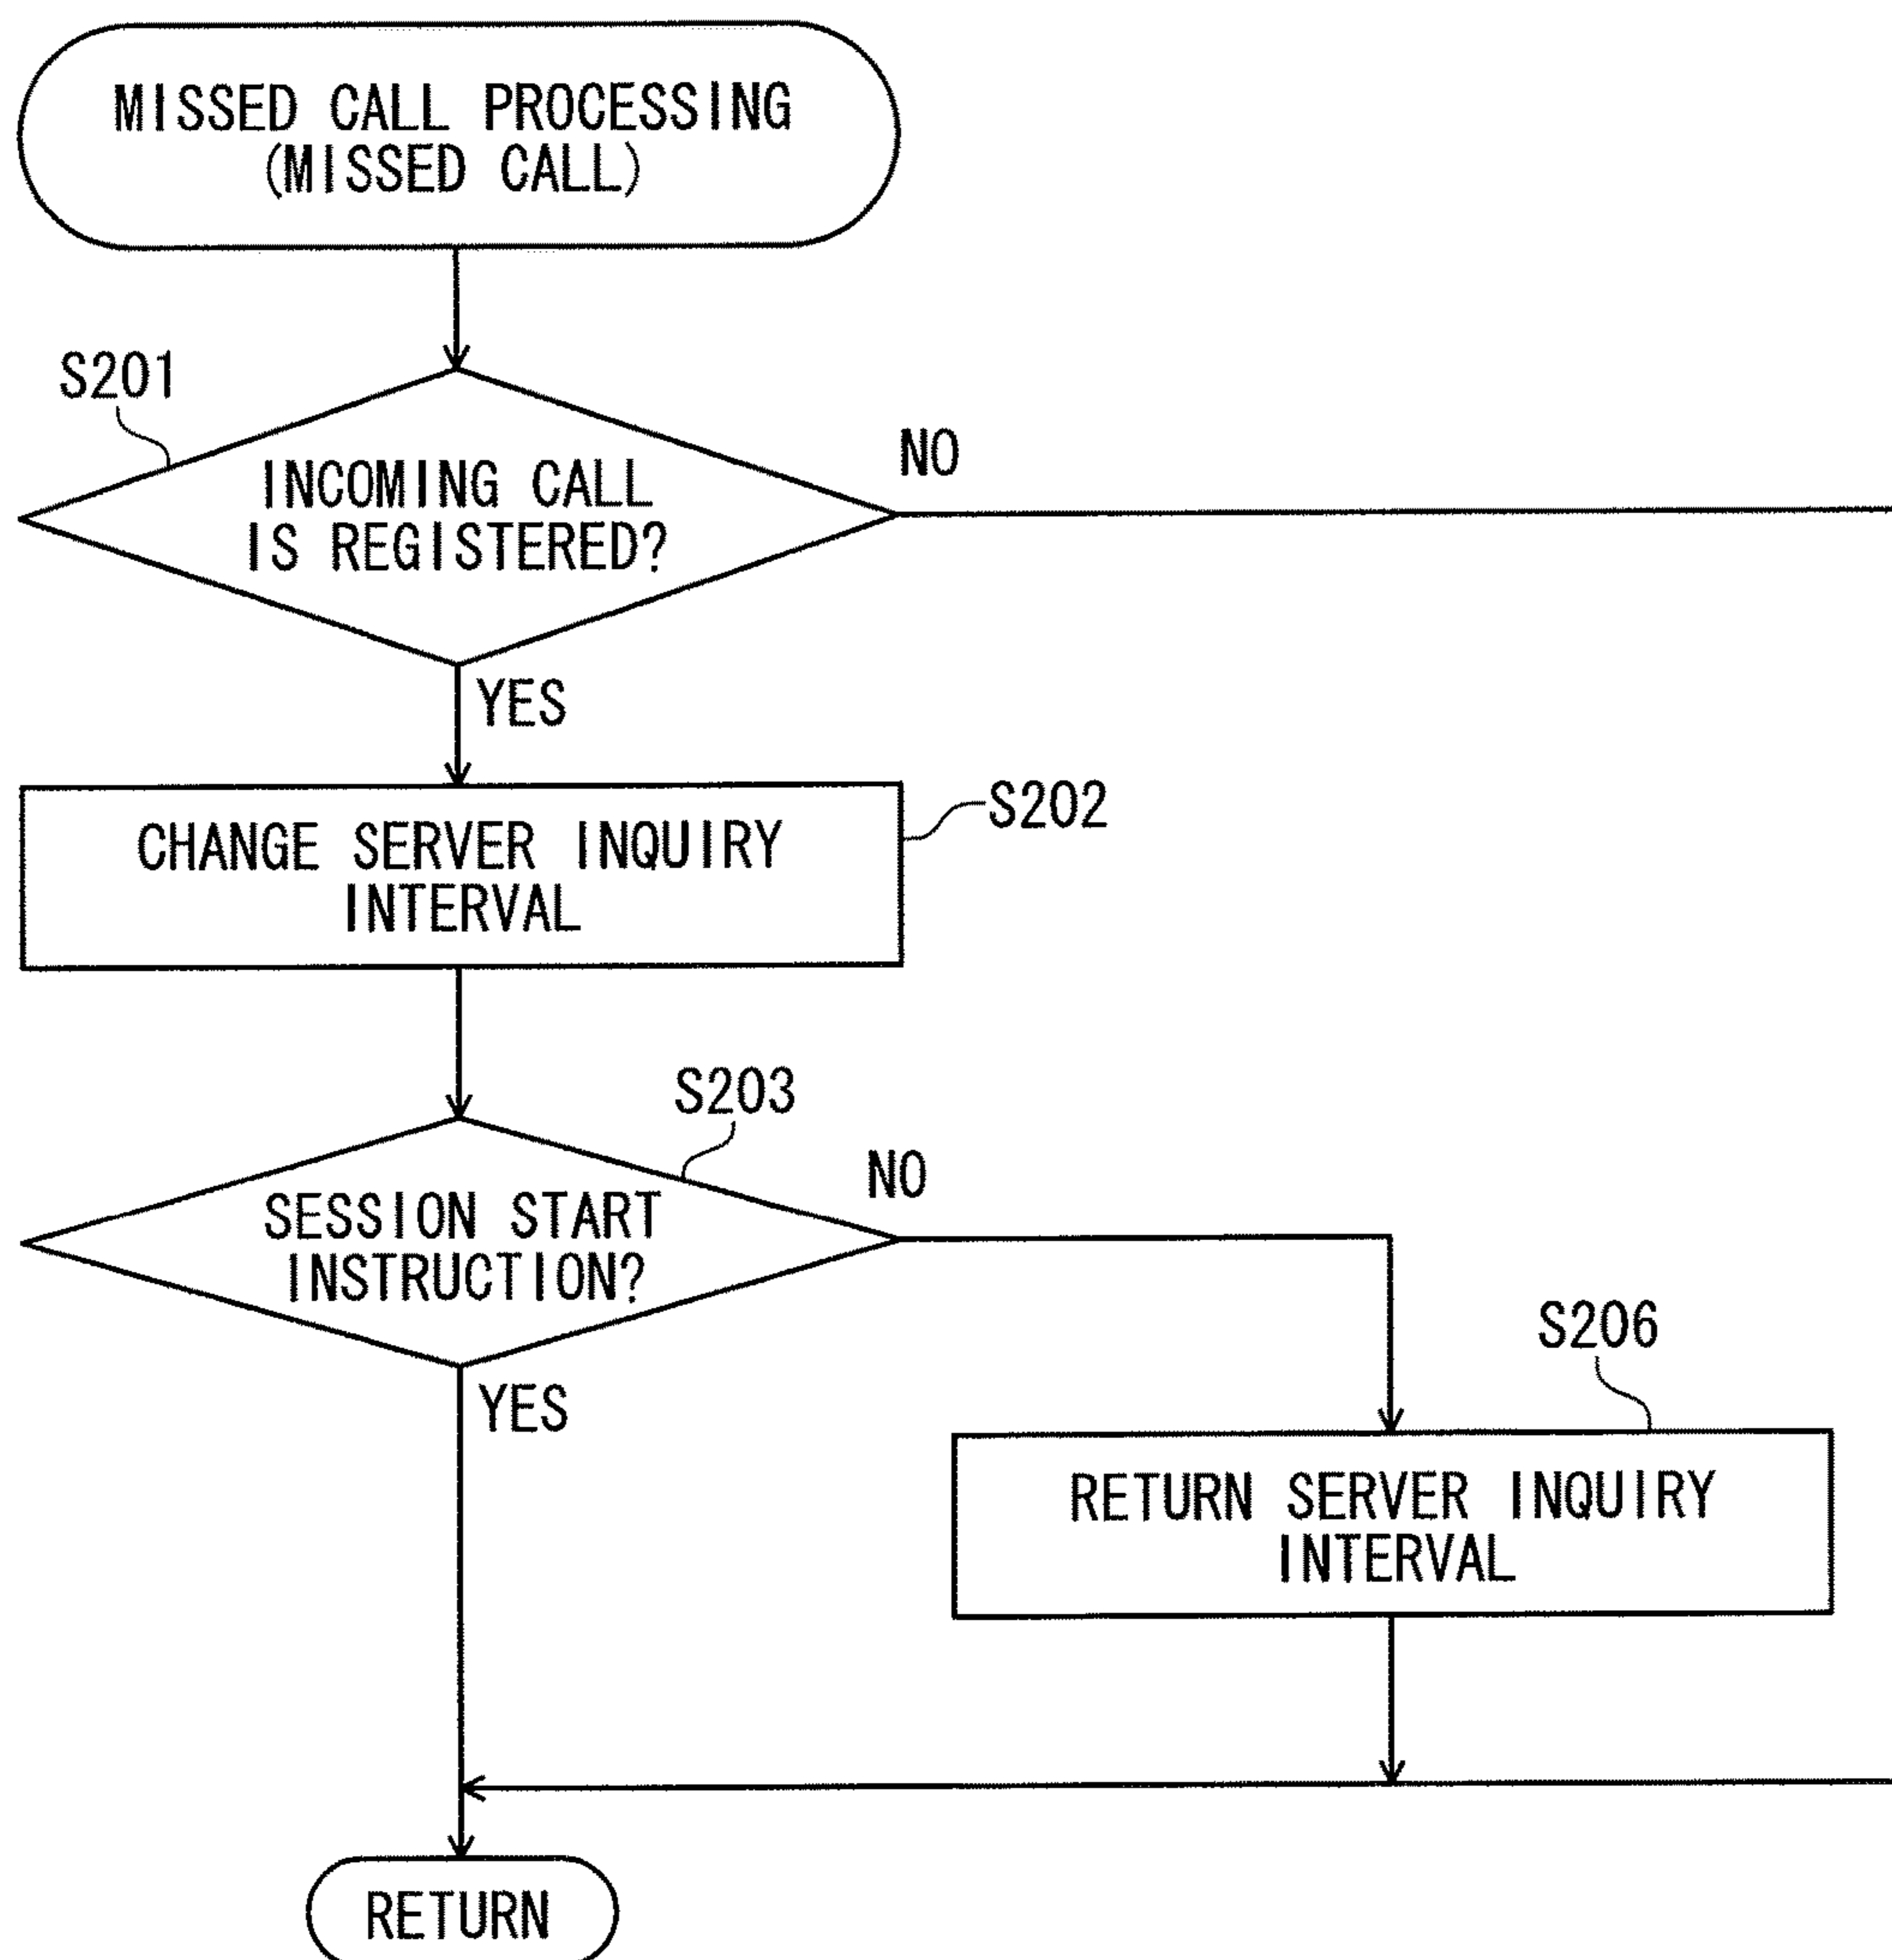 MISSED CALL PROCESSING
(MISSED CALL)
S201
INCOMING CALL
IS REGISTERED?
NO
YES
CHANGE SERVER INQUIRY
INTERVAL
S202
S203
SESSION START
INSTRUCTION?
NO
YES
S206
RETURN SERVER INQUIRY
INTERVAL
RETURN